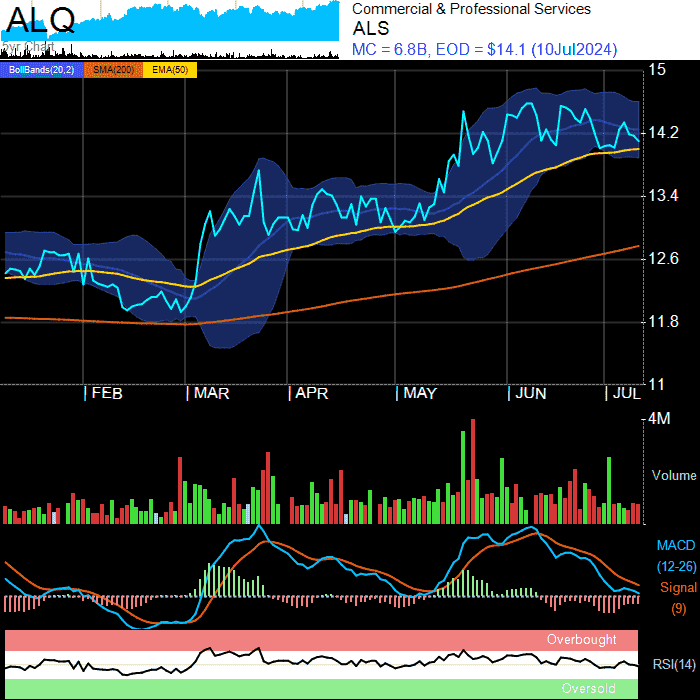 ALQ
5yr Chart
Commercial & Professional Services
ALS
MC = 6.8B, EOD = $14.1 (10Jul2024)
BollBands(20,2) SMA(200) EMA(50)
15
14.2
13.4
12.6
11.8
11
| FEB | MAR | APR | MAY | JUN | JUL
4M
Volume
MACD
(12-26)
Signal
(9)
Overbought
RSI(14)
Oversold